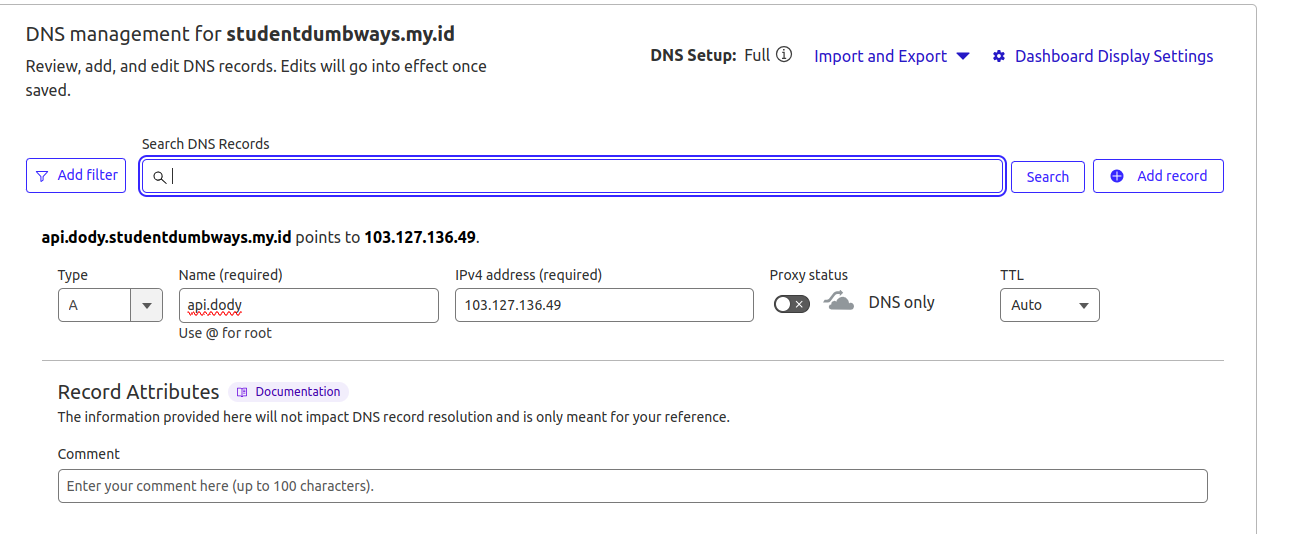 DNS management for studentdumbways.my.id
Review, add, and edit DNS records. Edits will go into effect once
saved.
DNS Setup: Full
Import and Export
Dashboard Display Settings
Search DNS Records
Add filter
Search
Add record
api.dody.studentdumbways.my.id points to 103.127.136.49.
Type
Name (required)
IPv4 address (required)
Proxy status
TTL
A
api.dody
103.127.136.49
DNS only
Auto
Use @ for root
Record Attributes
Documentation
The information provided here will not impact DNS record resolution and is only meant for your reference.
Comment
Enter your comment here (up to 100 characters).